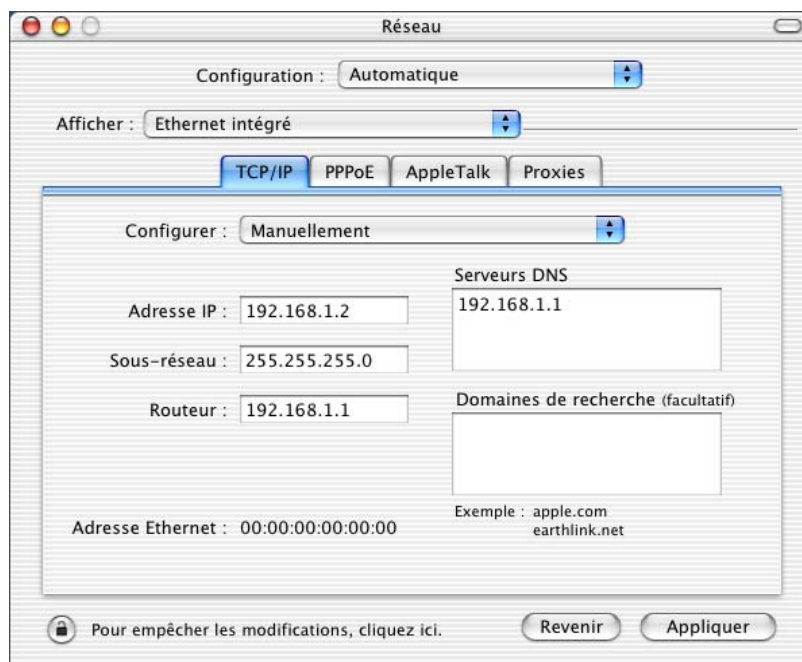 Réseau
Configuration : Automatique
Afficher : Ethernet intégré
TCP/IP PPPoE AppleTalk Proxies
Configurer : Manuellement
Serveurs DNS
192.168.1.1
Adresse IP : 192.168.1.2
Sous-réseau : 255.255.255.0
Routeur : 192.168.1.1
Domaines de recherche (facultatif)
Adresse Ethernet : 00:00:00:00:00:00
Exemple : apple.com
earthlink.net
Pour empêcher les modifications, cliquez ici.
Revenir Appliquer